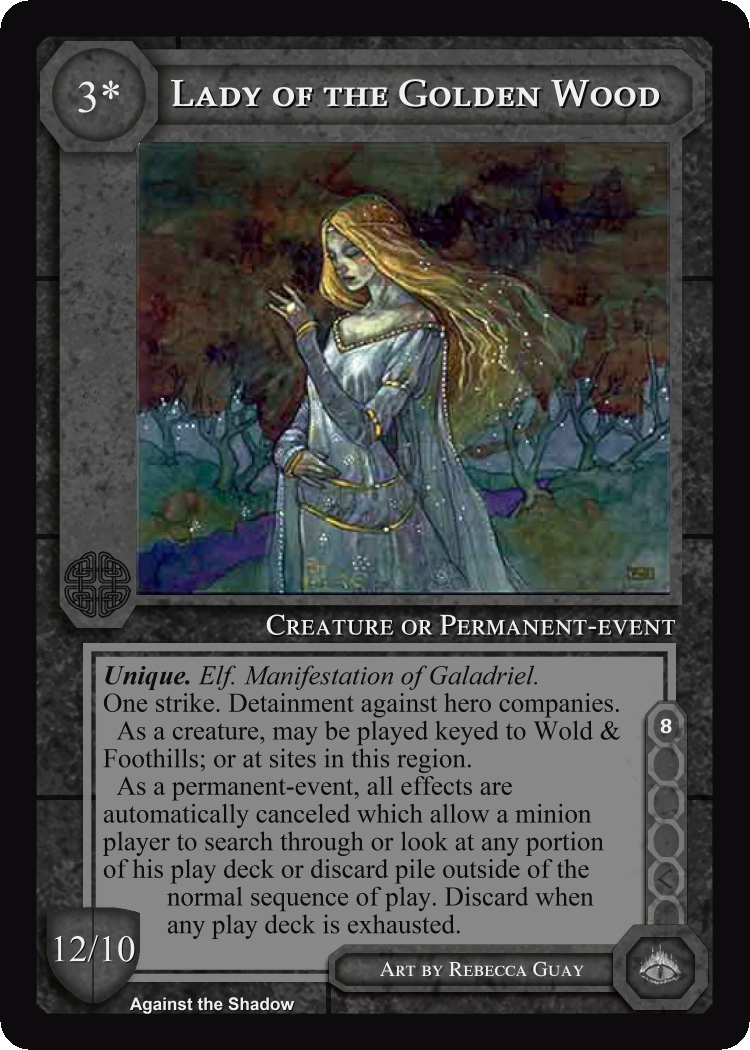 3*
Lady of the Golden Wood
Creature or Permanent-event
Unique. Elf. Manifestation of Galadriel.
One strike. Detainment against hero companies.
As a creature, may be played keyed to Wold &
Foothills; or at sites in this region.
As a permanent-event, all effects are
automatically canceled which allow a minion
player to search through or look at any portion
of his play deck or discard pile outside of the
normal sequence of play. Discard when
any play deck is exhausted.
8
12/10
Art by Rebecca Guay
Against the Shadow